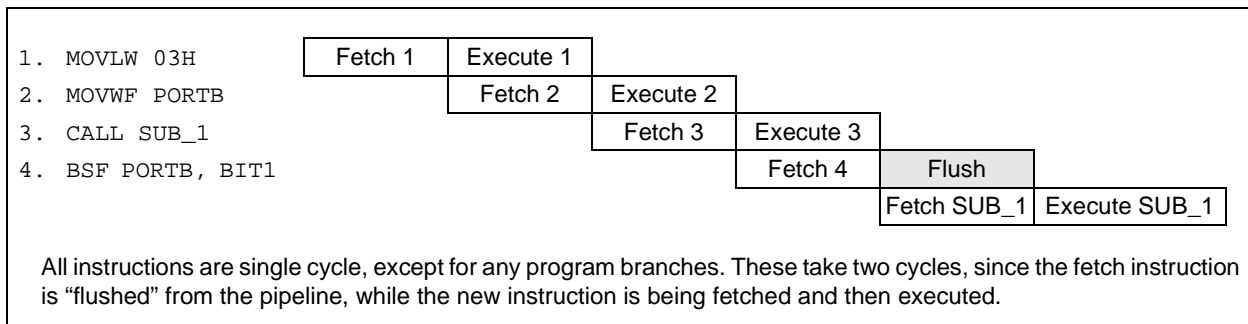 1. MOVLW 03H Fetch 1 Execute 1
2. MOVWF PORTB Fetch 2 Execute 2
3. CALL SUB_1 Fetch 3 Execute 3
4. BSF PORTB, BIT1 Fetch 4 Flush
Fetch SUB_1 Execute SUB_1
All instructions are single cycle, except for any program branches. These take two cycles, since the fetch instruction
is “flushed” from the pipeline, while the new instruction is being fetched and then executed.